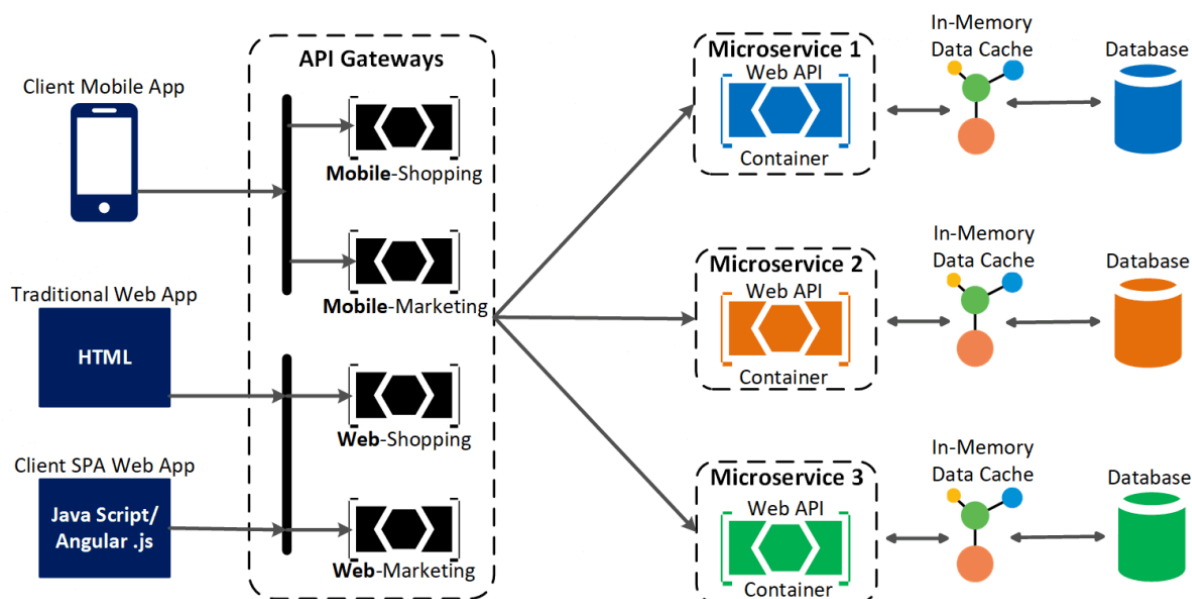 Client Mobile App
Traditional Web App
HTML
Client SPA Web App
Java Script/
Angular .js
API Gateways
Mobile-Shopping
Mobile-Marketing
Web-Shopping
Web-Marketing
Microservice 1
Web API
Container
In-Memory
Data Cache
Database
Microservice 2
Web API
Container
In-Memory
Data Cache
Database
Microservice 3
Web API
Container
In-Memory
Data Cache
Database